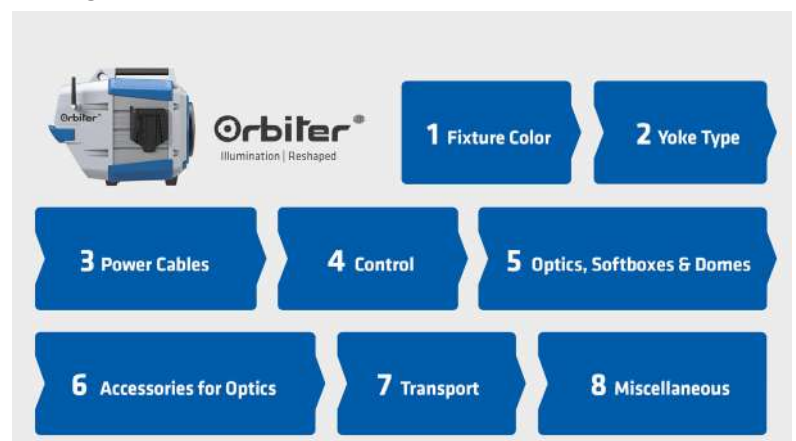 Orbiter
Orbiter®
Illumination | Reshaped
1 Fixture Color
2 Yoke Type
3 Power Cables
4 Control
5 Optics, Softboxes & Domes
6 Accessories for Optics
7 Transport
8 Miscellaneous